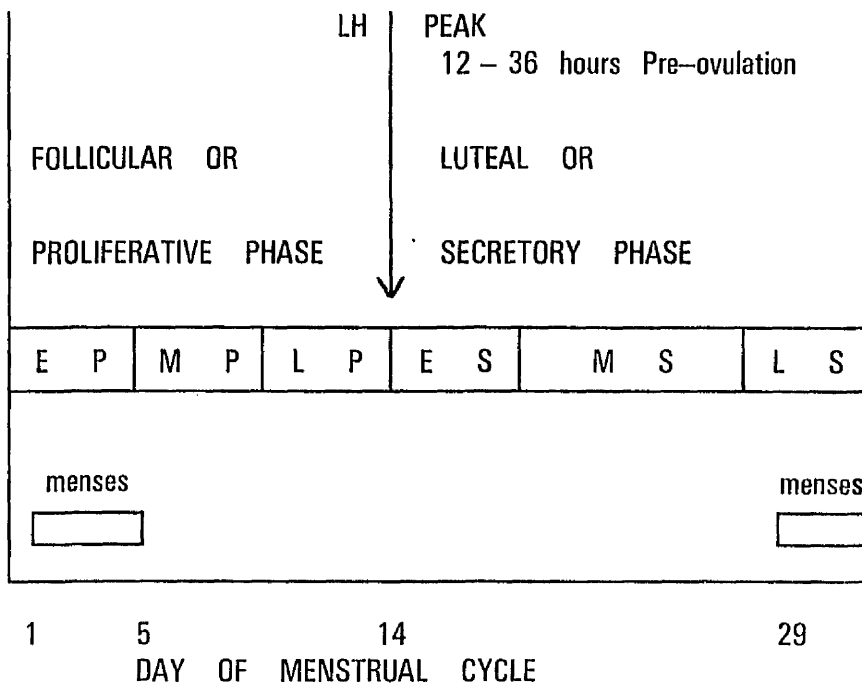 LH PEAK
12 – 36 hours Pre–ovulation
FOLLICULAR OR
PROLIFERATIVE PHASE
LUTEAL OR
SECRETORY PHASE
E P M P L P E S M S L S
menses
menses
1 5 14 29
DAY OF MENSTRUAL CYCLE